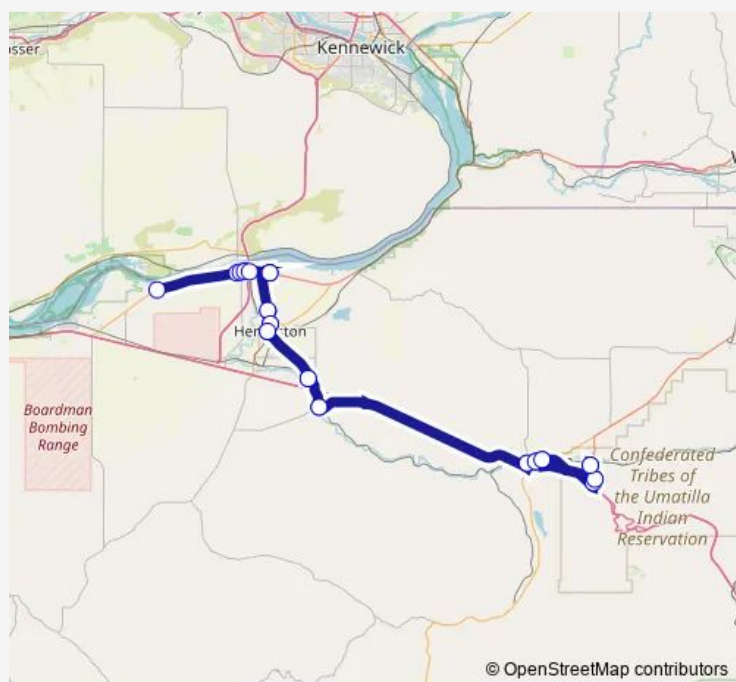 osser
Kennewick
W
Boardman
Bombing
Range
Confederated
Tribes of
the Umatilla
Indian
Reservation
© OpenStreetMap contributors